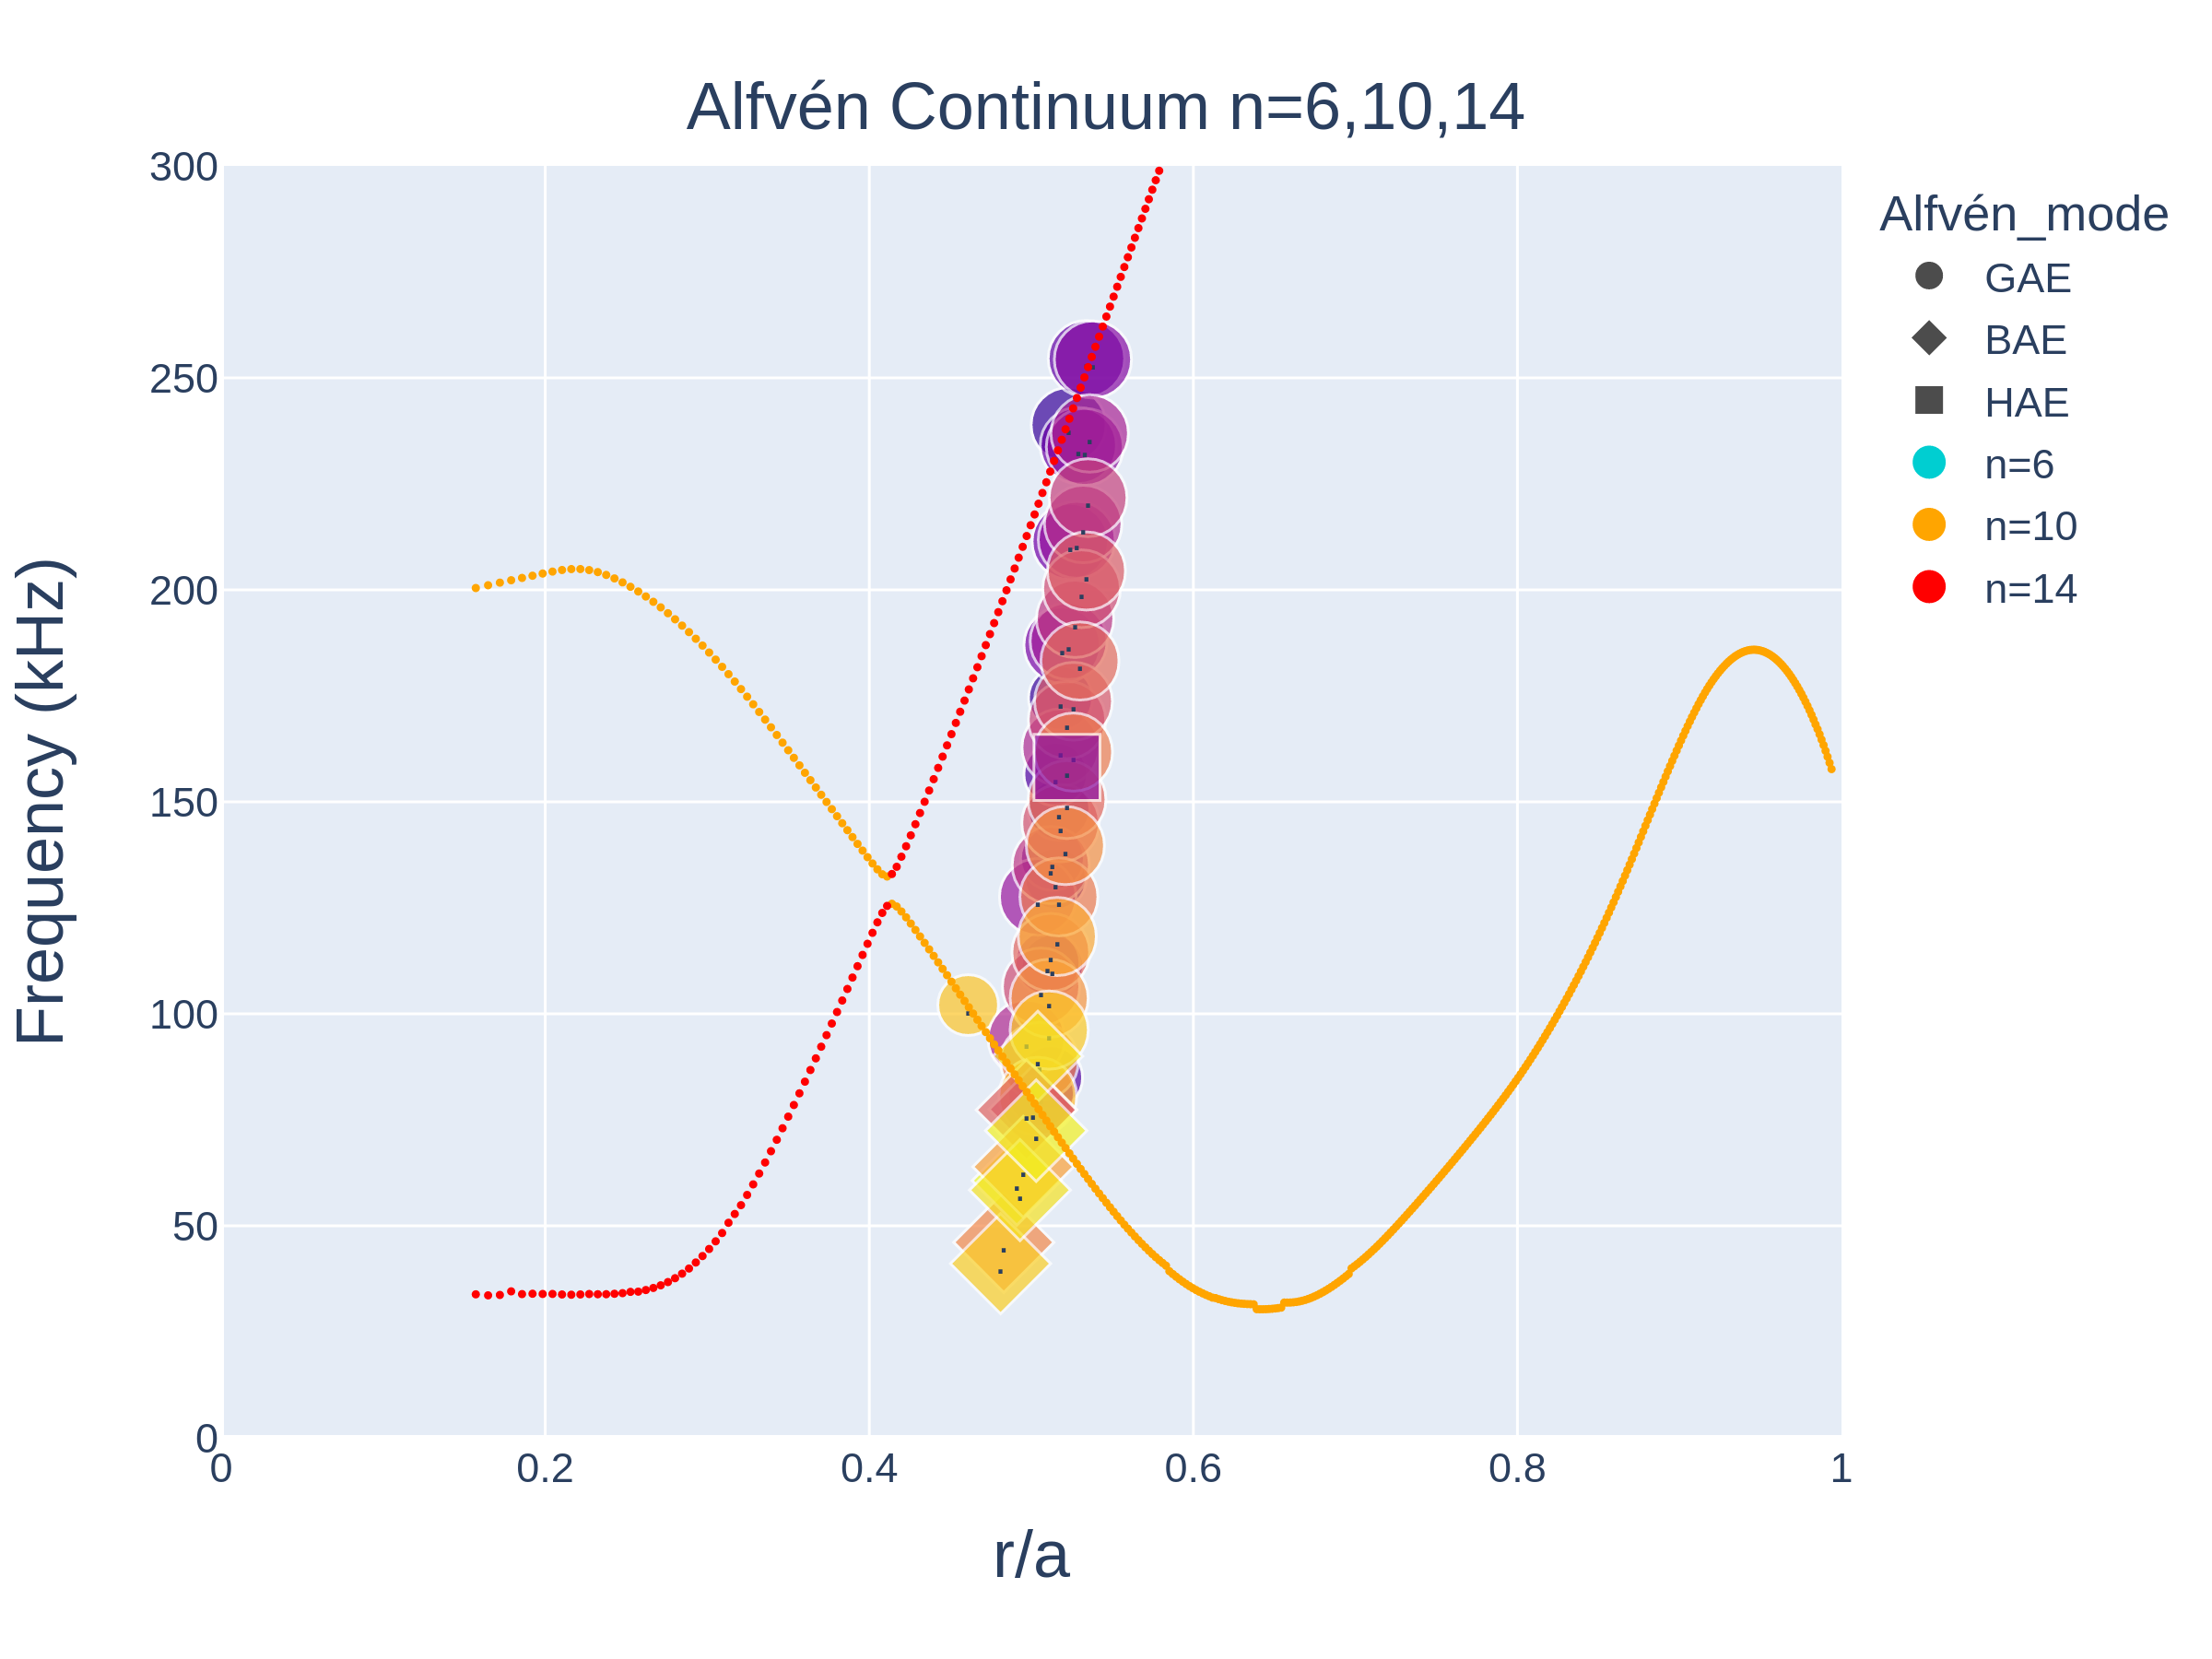 Alfvén Continuum n=6,10,14
Frequency (kHz)
300
250
200
150
100
50
0
0
0.2
0.4
0.6
0.8
1
r/a
Alfvén_mode
GAE
BAE
HAE
n=6
n=10
n=14